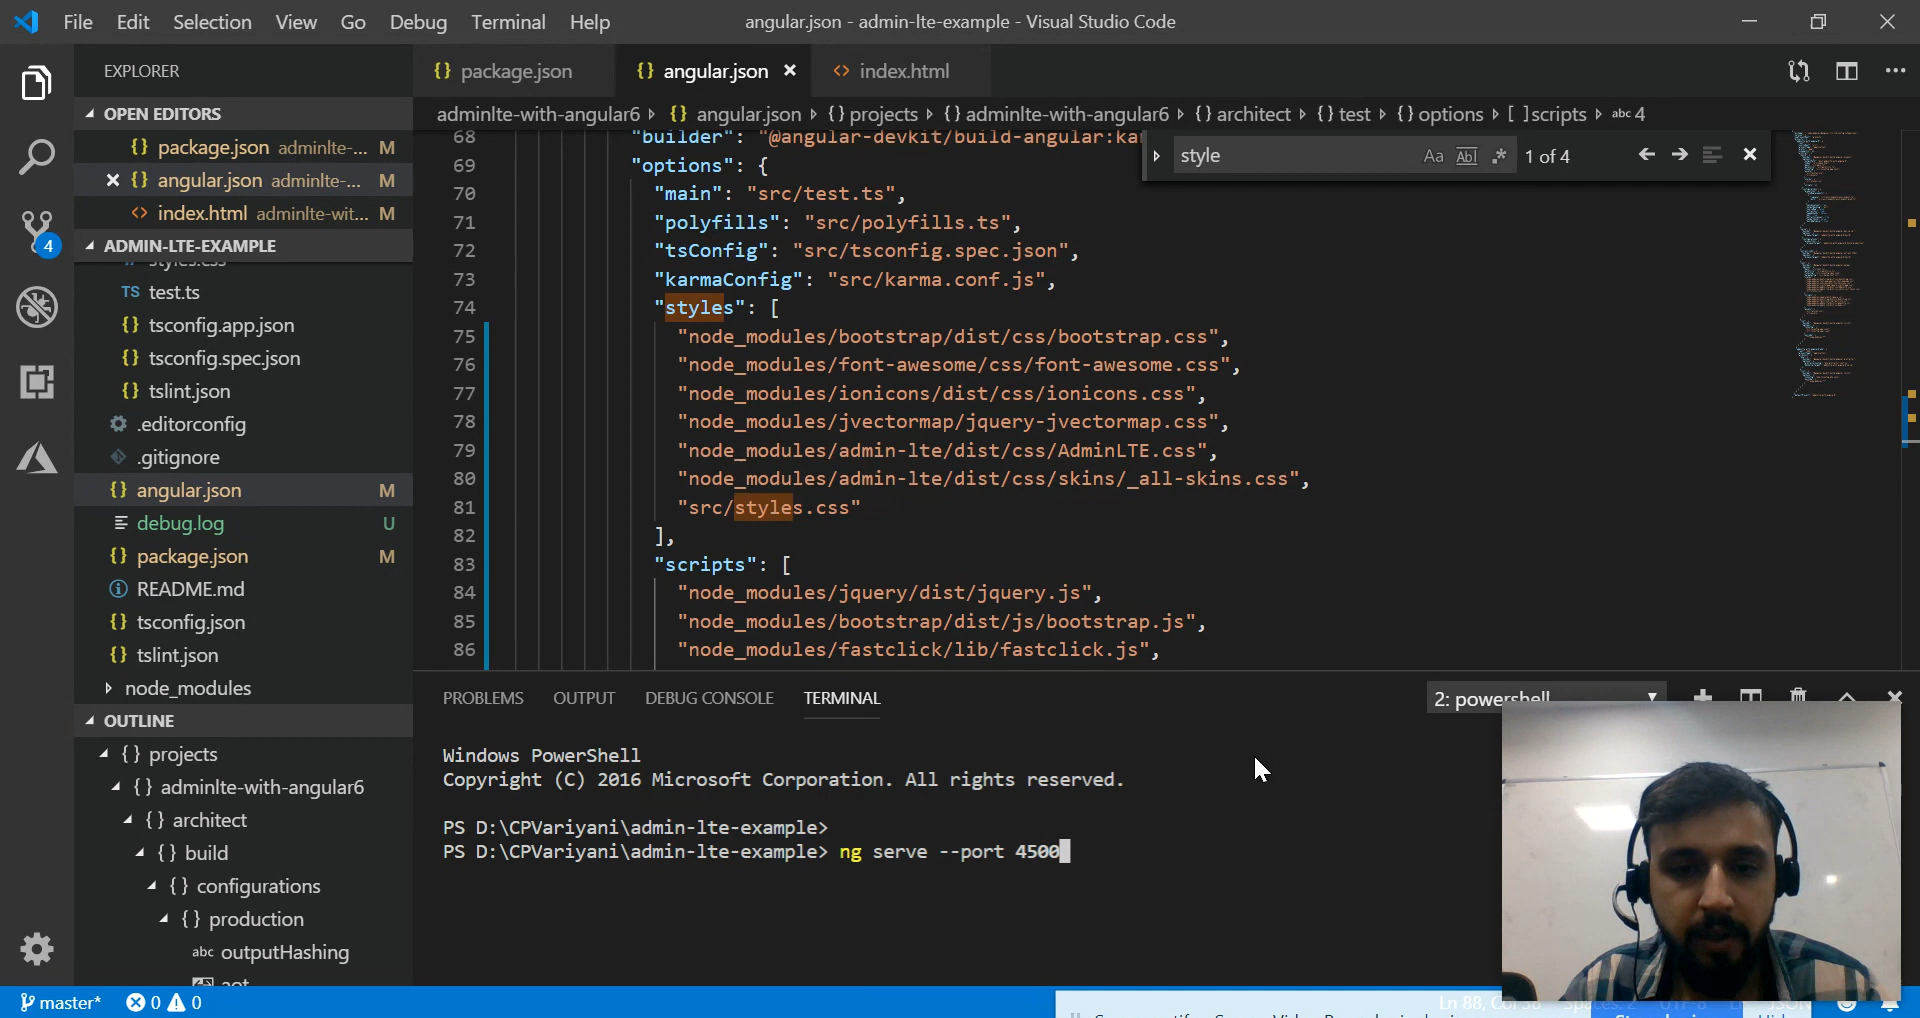 File Edit Selection View Go Debug Terminal Help
angular.json - admin-lte-example - Visual Studio Code
EXPLORER
OPEN EDITORS
package.json adminlte-... M
angular.json adminlte-... M
index.html adminlte-wit... M
4
ADMIN-LTE-EXAMPLE
styles.css
TS test.ts
tsconfig.app.json
tsconfig.spec.json
tslint.json
.editorconfig
.gitignore
angular.json M
debug.log U
package.json M
README.md
tsconfig.json
tslint.json
node_modules
OUTLINE
{} projects
{} adminlte-with-angular6
{} architect
{} build
{} configurations
{} production
abc outputHashing
aot
package.json angular.json index.html
adminlte-with-angular6 {} angular.json {} projects {} adminlte-with-angular6 {} architect {} test {} options [ ] scripts abc 4
style Aa Abl .* 1 of 4
68 "builder": "@angular-devkit/build-angular:kar
69 "options": {
70 "main": "src/test.ts",
71 "polyfills": "src/polyfills.ts",
72 "tsConfig": "src/tsconfig.spec.json",
73 "karmaConfig": "src/karma.conf.js",
74 "styles": [
75 "node_modules/bootstrap/dist/css/bootstrap.css",
76 "node_modules/font-awesome/css/font-awesome.css",
77 "node_modules/ionicons/dist/css/ionicons.css",
78 "node_modules/jvectormap/jquery-jvectormap.css",
79 "node_modules/admin-lte/dist/css/AdminLTE.css",
80 "node_modules/admin-lte/dist/css/skins/_all-skins.css",
81 "src/styles.css"
82 ],
83 "scripts": [
84 "node_modules/jquery/dist/jquery.js",
85 "node_modules/bootstrap/dist/js/bootstrap.js",
86 "node_modules/fastclick/lib/fastclick.js",
PROBLEMS OUTPUT DEBUG CONSOLE TERMINAL
2: powershell
Windows PowerShell
Copyright (C) 2016 Microsoft Corporation. All rights reserved.
PS D:\CPVariyani\admin-lte-example>
PS D:\CPVariyani\admin-lte-example> ng serve --port 4500
master* 0 0